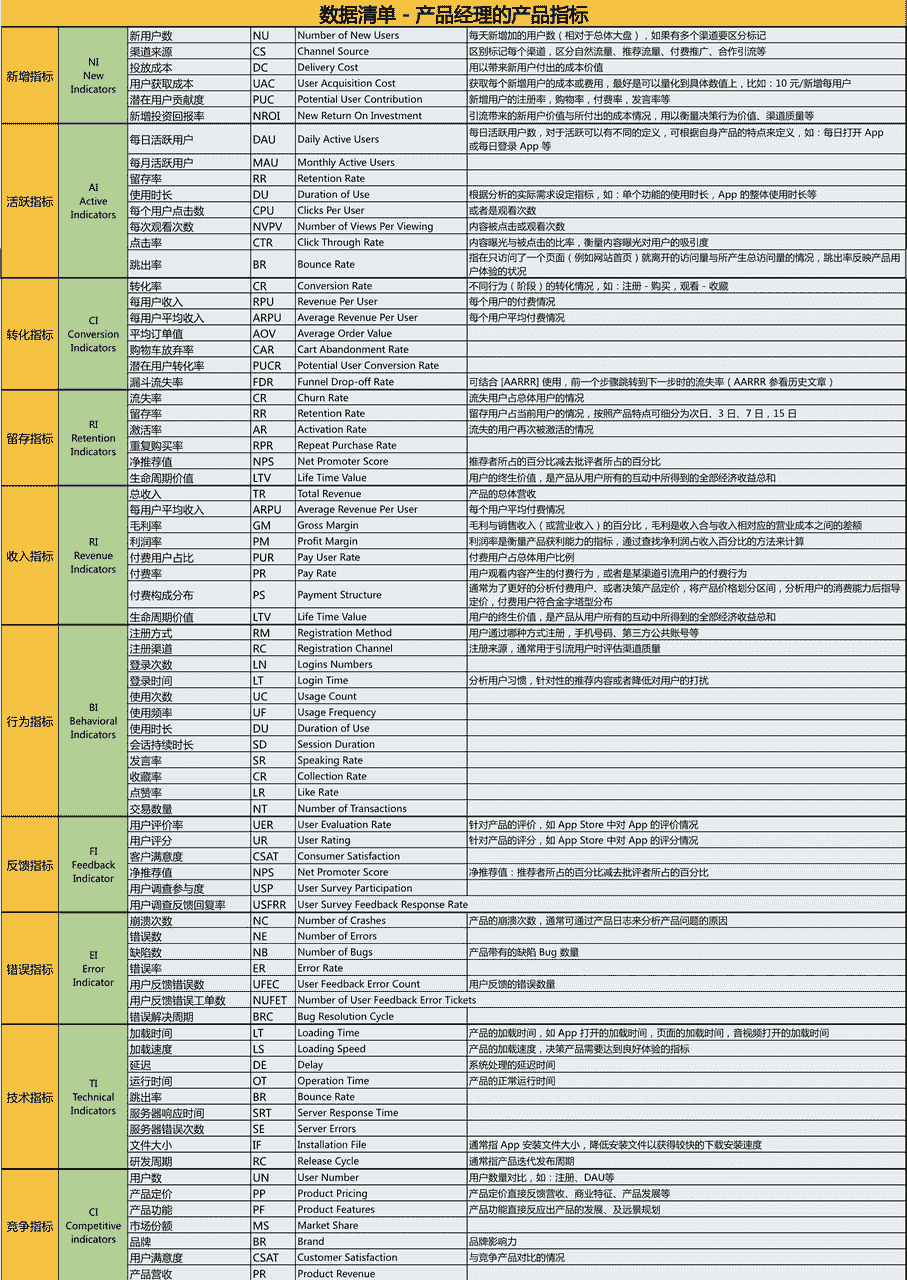 数据清单 - 产品经理的产品指标
新增指标
NI
New
Indicators
新用户数 NU Number of New Users 每天新增加的用户数（相对于总体大盘），如果有多个渠道要区分标记
渠道来源 CS Channel Source 区别标记每个渠道，区分自然流量、推荐流量、付费推广、合作引流等
投放成本 DC Delivery Cost 用以带来新用户付出的成本价值
用户获取成本 UAC User Acquisition Cost 获取每个新增用户的成本或费用，最好是可以量化到具体数值上，比如：10 元/新增每用户
潜在用户贡献度 PUC Potential User Contribution 新增用户的注册率，购物率，付费率，发言率等
新增投资回报率 NROI New Return On Investment 引流带来的新用户价值与所付出的成本情况，用以衡量决策行为价值、渠道质量等
活跃指标
AI
Active
Indicators
每日活跃用户 DAU Daily Active Users 每日活跃用户数，对于活跃可以有不同的定义，可根据自身产品的特点来定义，如：每日打开 App
或每日登录 App 等
每月活跃用户 MAU Monthly Active Users
留存率 RR Retention Rate
使用时长 DU Duration of Use 根据分析的实际需求设定指标，如：单个功能的使用时长，App 的整体使用时长等
每个用户点击数 CPU Clicks Per User 或者是观看次数
每次观看次数 NVPV Number of Views Per Viewing 内容被点击或观看次数
点击率 CTR Click Through Rate 内容曝光与被点击的比率，衡量内容曝光对用户的吸引度
跳出率 BR Bounce Rate 指在只访问了一个页面（例如网站首页）就离开的访问量与所产生总访问量的情况，跳出率反映产品用
户体验的状况
转化指标
CI
Conversion
Indicators
转化率 CR Conversion Rate 不同行为（阶段）的转化情况，如：注册 - 购买，观看 - 收藏
每用户收入 RPU Revenue Per User 每个用户的付费情况
每用户平均收入 ARPU Average Revenue Per User 每个用户平均付费情况
平均订单值 AOV Average Order Value
购物车放弃率 CAR Cart Abandonment Rate
潜在用户转化率 PUCR Potential User Conversion Rate
漏斗流失率 FDR Funnel Drop-off Rate 可结合 [AARRR] 使用，前一个步骤跳转到下一步时的流失率（AARRR 参看历史文章）
留存指标
RI
Retention
Indicators
流失率 CR Churn Rate 流失用户占总体用户的情况
留存率 RR Retention Rate 留存用户占当前用户的情况，按照产品特点可细分为次日、3 日、7 日，15 日
激活率 AR Activation Rate 流失的用户再次被激活的情况
重复购买率 RPR Repeat Purchase Rate
净推荐值 NPS Net Promoter Score 推荐者所占的百分比减去批评者所占的百分比
生命周期价值 LTV Life Time Value 用户的终生价值，是产品从用户所有的互动中所得到的全部经济收益总和
收入指标
RI
Revenue
Indicators
总收入 TR Total Revenue 产品的总体营收
每用户平均收入 ARPU Average Revenue Per User 每个用户平均付费情况
毛利率 GM Gross Margin 毛利与销售收入（或营业收入）的百分比，毛利是收入合与收入相对应的营业成本之间的差额
利润率 PM Profit Margin 利润率是衡量产品获利能力的指标，通过查找净利润占收入百分比的方法来计算
付费用户占比 PUR Pay User Rate 付费用户占总体用户比例
付费率 PR Pay Rate 用户观看内容产生的付费行为，或者是某渠道引流用户的付费行为
付费构成分布 PS Payment Structure 通常为了更好的分析付费用户、或者决策产品定价，将产品价格划分区间，分析用户的消费能力后指导
定价，付费用户符合金字塔型分布
生命周期价值 LTV Life Time Value 用户的终生价值，是产品从用户所有的互动中所得到的全部经济收益总和
行为指标
BI
Behavioral
Indicators
注册方式 RM Registration Method 用户通过哪种方式注册，手机号码、第三方公共账号等
注册渠道 RC Registration Channel 注册来源，通常用于引流用户时评估渠道质量
登录次数 LN Logins Numbers
登录时间 LT Login Time 分析用户习惯，针对性的推荐内容或者降低对用户的打扰
使用次数 UC Usage Count
使用频率 UF Usage Frequency
使用时长 DU Duration of Use
会话持续时长 SD Session Duration
发言率 SR Speaking Rate
收藏率 CR Collection Rate
点赞率 LR Like Rate
交易数量 NT Number of Transactions
反馈指标
FI
Feedback
Indicator
用户评价率 UER User Evaluation Rate 针对产品的评价，如 App Store 中对 App 的评价情况
用户评分 UR User Rating 针对产品的评分，如 App Store 中对 App 的评分情况
客户满意度 CSAT Consumer Satisfaction
净推荐值 NPS Net Promoter Score 净推荐值：推荐者所占的百分比减去批评者所占的百分比
用户调查参与度 USP User Survey Participation
用户调查反馈回复率 USFRR User Survey Feedback Response Rate
错误指标
EI
Error
Indicator
崩溃次数 NC Number of Crashes 产品的崩溃次数，通常可通过产品日志来分析产品问题的原因
错误数 NE Number of Errors
缺陷数 NB Number of Bugs 产品带有的缺陷 Bug 数量
错误率 ER Error Rate
用户反馈错误数 UFEC User Feedback Error Count 用户反馈的错误数量
用户反馈错误工单数 NUFET Number of User Feedback Error Tickets
错误解决周期 BRC Bug Resolution Cycle
技术指标
TI
Technical
Indicators
加载时间 LT Loading Time 产品的加载时间，如 App 打开的加载时间，页面的加载时间，音视频打开的加载时间
加载速度 LS Loading Speed 产品的加载速度，决策产品需要达到良好体验的指标
延迟 DE Delay 系统处理的延迟时间
运行时间 OT Operation Time 产品的正常运行时间
跳出率 BR Bounce Rate
服务器响应时间 SRT Server Response Time
服务器错误次数 SE Server Errors
文件大小 IF Installation File 通常指 App 安装文件大小，降低安装文件以获得较快的下载安装速度
研发周期 RC Release Cycle 通常指产品迭代发布周期
竞争指标
CI
Competitive
indicators
用户数 UN User Number 用户数量对比，如：注册、DAU等
产品定价 PP Product Pricing 产品定价直接反馈营收、商业特征、产品发展等
产品功能 PF Product Features 产品功能直接反应出产品的发展、及远景规划
市场份额 MS Market Share
品牌 BR Brand 品牌影响力
用户满意度 CSAT Customer Satisfaction 与竞争产品对比的情况
产品营收 PR Product Revenue